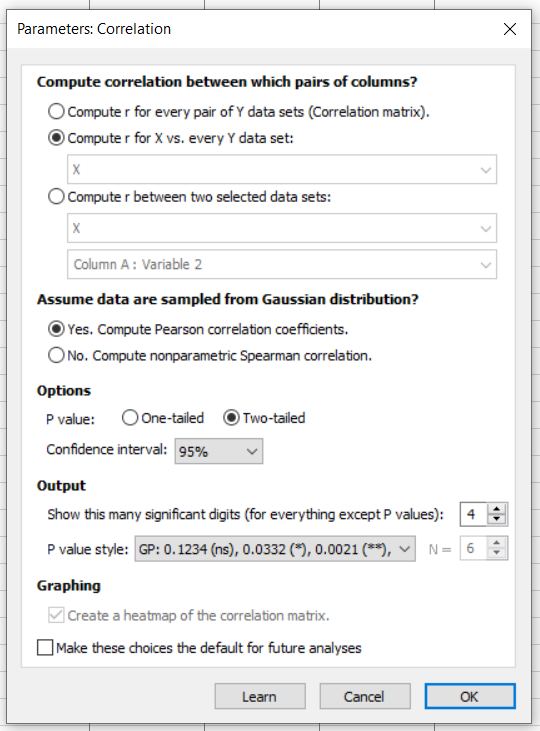 Parameters: Correlation
Compute correlation between which pairs of columns?
Compute r for every pair of Y data sets (Correlation matrix).
Compute r for X vs. every Y data set:
X
Compute r between two selected data sets:
X
Column A : Variable 2
Assume data are sampled from Gaussian distribution?
Yes. Compute Pearson correlation coefficients.
No. Compute nonparametric Spearman correlation.
Options
P value: One-tailed Two-tailed
Confidence interval: 95%
Output
Show this many significant digits (for everything except P values): 4
P value style: GP: 0.1234 (ns), 0.0332 (*), 0.0021 (**), N = 6
Graphing
Create a heatmap of the correlation matrix.
Make these choices the default for future analyses
Learn Cancel OK